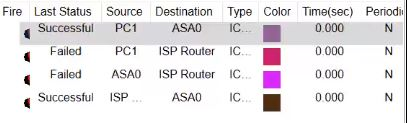 Fire Last Status Source Destination Type Color Time(sec) Periodic
Successful PC1 ASA0 IC... 0.000 N
Failed PC1 ISP Router IC... 0.000 N
Failed ASA0 ISP Router IC... 0.000 N
Successful ISP ... ASA0 IC... 0.000 N